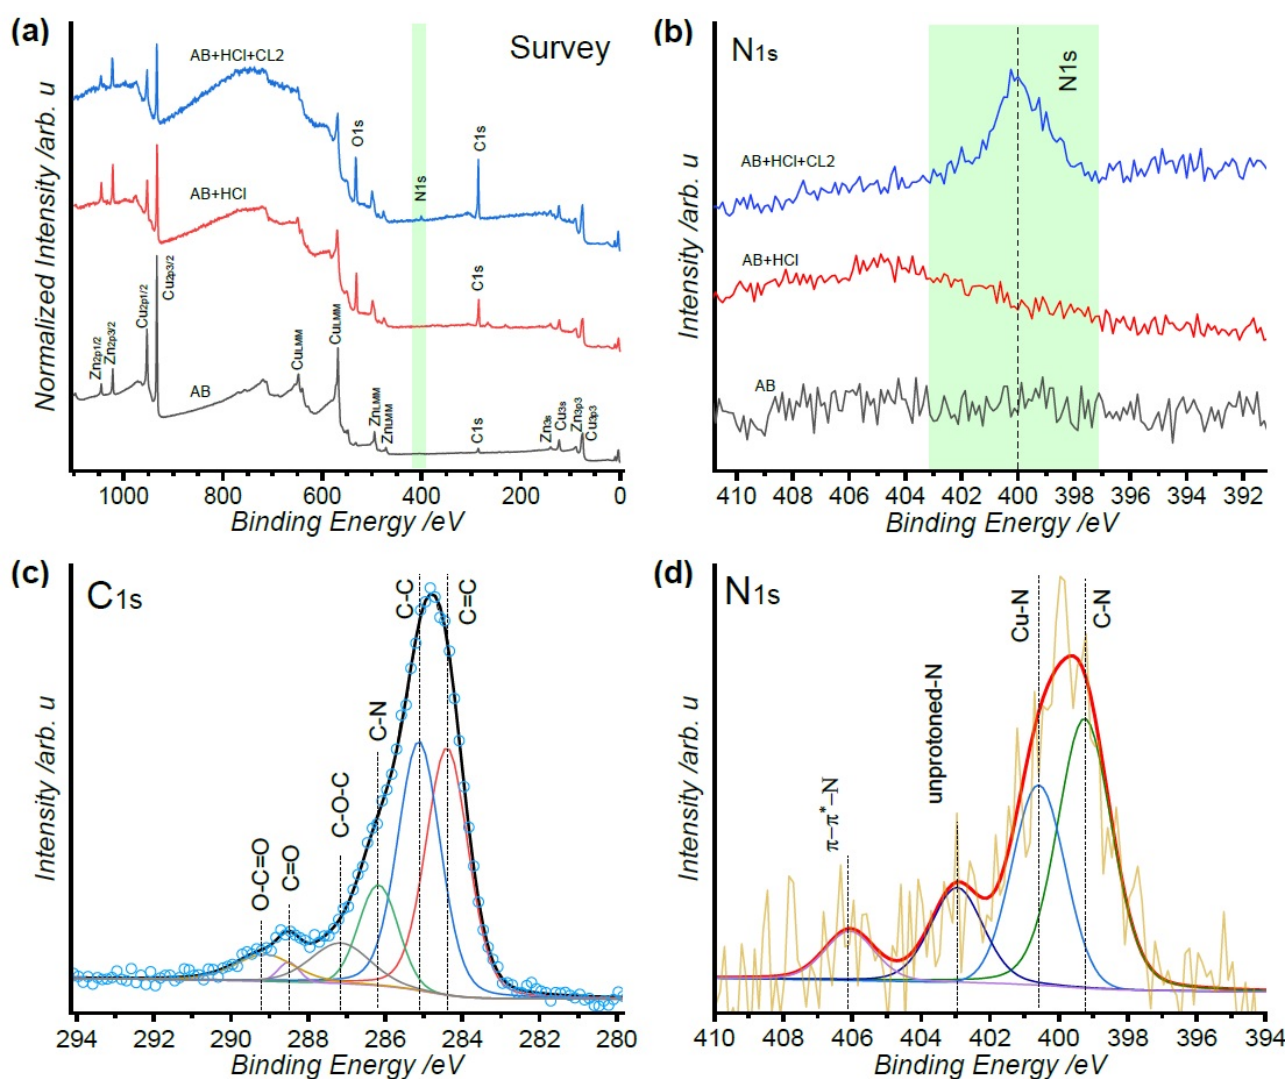 (a)
Survey
AB+HCl+CL2
O1s
N1s
C1s
AB+HCl
C1s
Zn2p1/2
Zn2p3/2
Cu2p1/2
Cu2p3/2
AB
CuLMM
CuLMM
ZnLMM
ZnLMM
C1s
Zn3s
Cu3s
Zn3p3
Cu3p3
Normalized Intensity/arb. u
1000 800 600 400 200 0
Binding Energy /eV
(b)
N1s
N1s
AB+HCl+CL2
AB+HCl
AB
Intensity /arb. u
410 408 406 404 402 400 398 396 394 392
Binding Energy /eV
(c)
C1s
O-C=O
C=O
C-O-C
C-N
C-C
C=C
Intensity /arb. u
294 292 290 288 286 284 282 280
Binding Energy /eV
(d)
N1s
π-π*-N
unprotoned-N
Cu-N
C-N
Intensity /arb. u
410 408 406 404 402 400 398 396 394
Binding Energy /eV